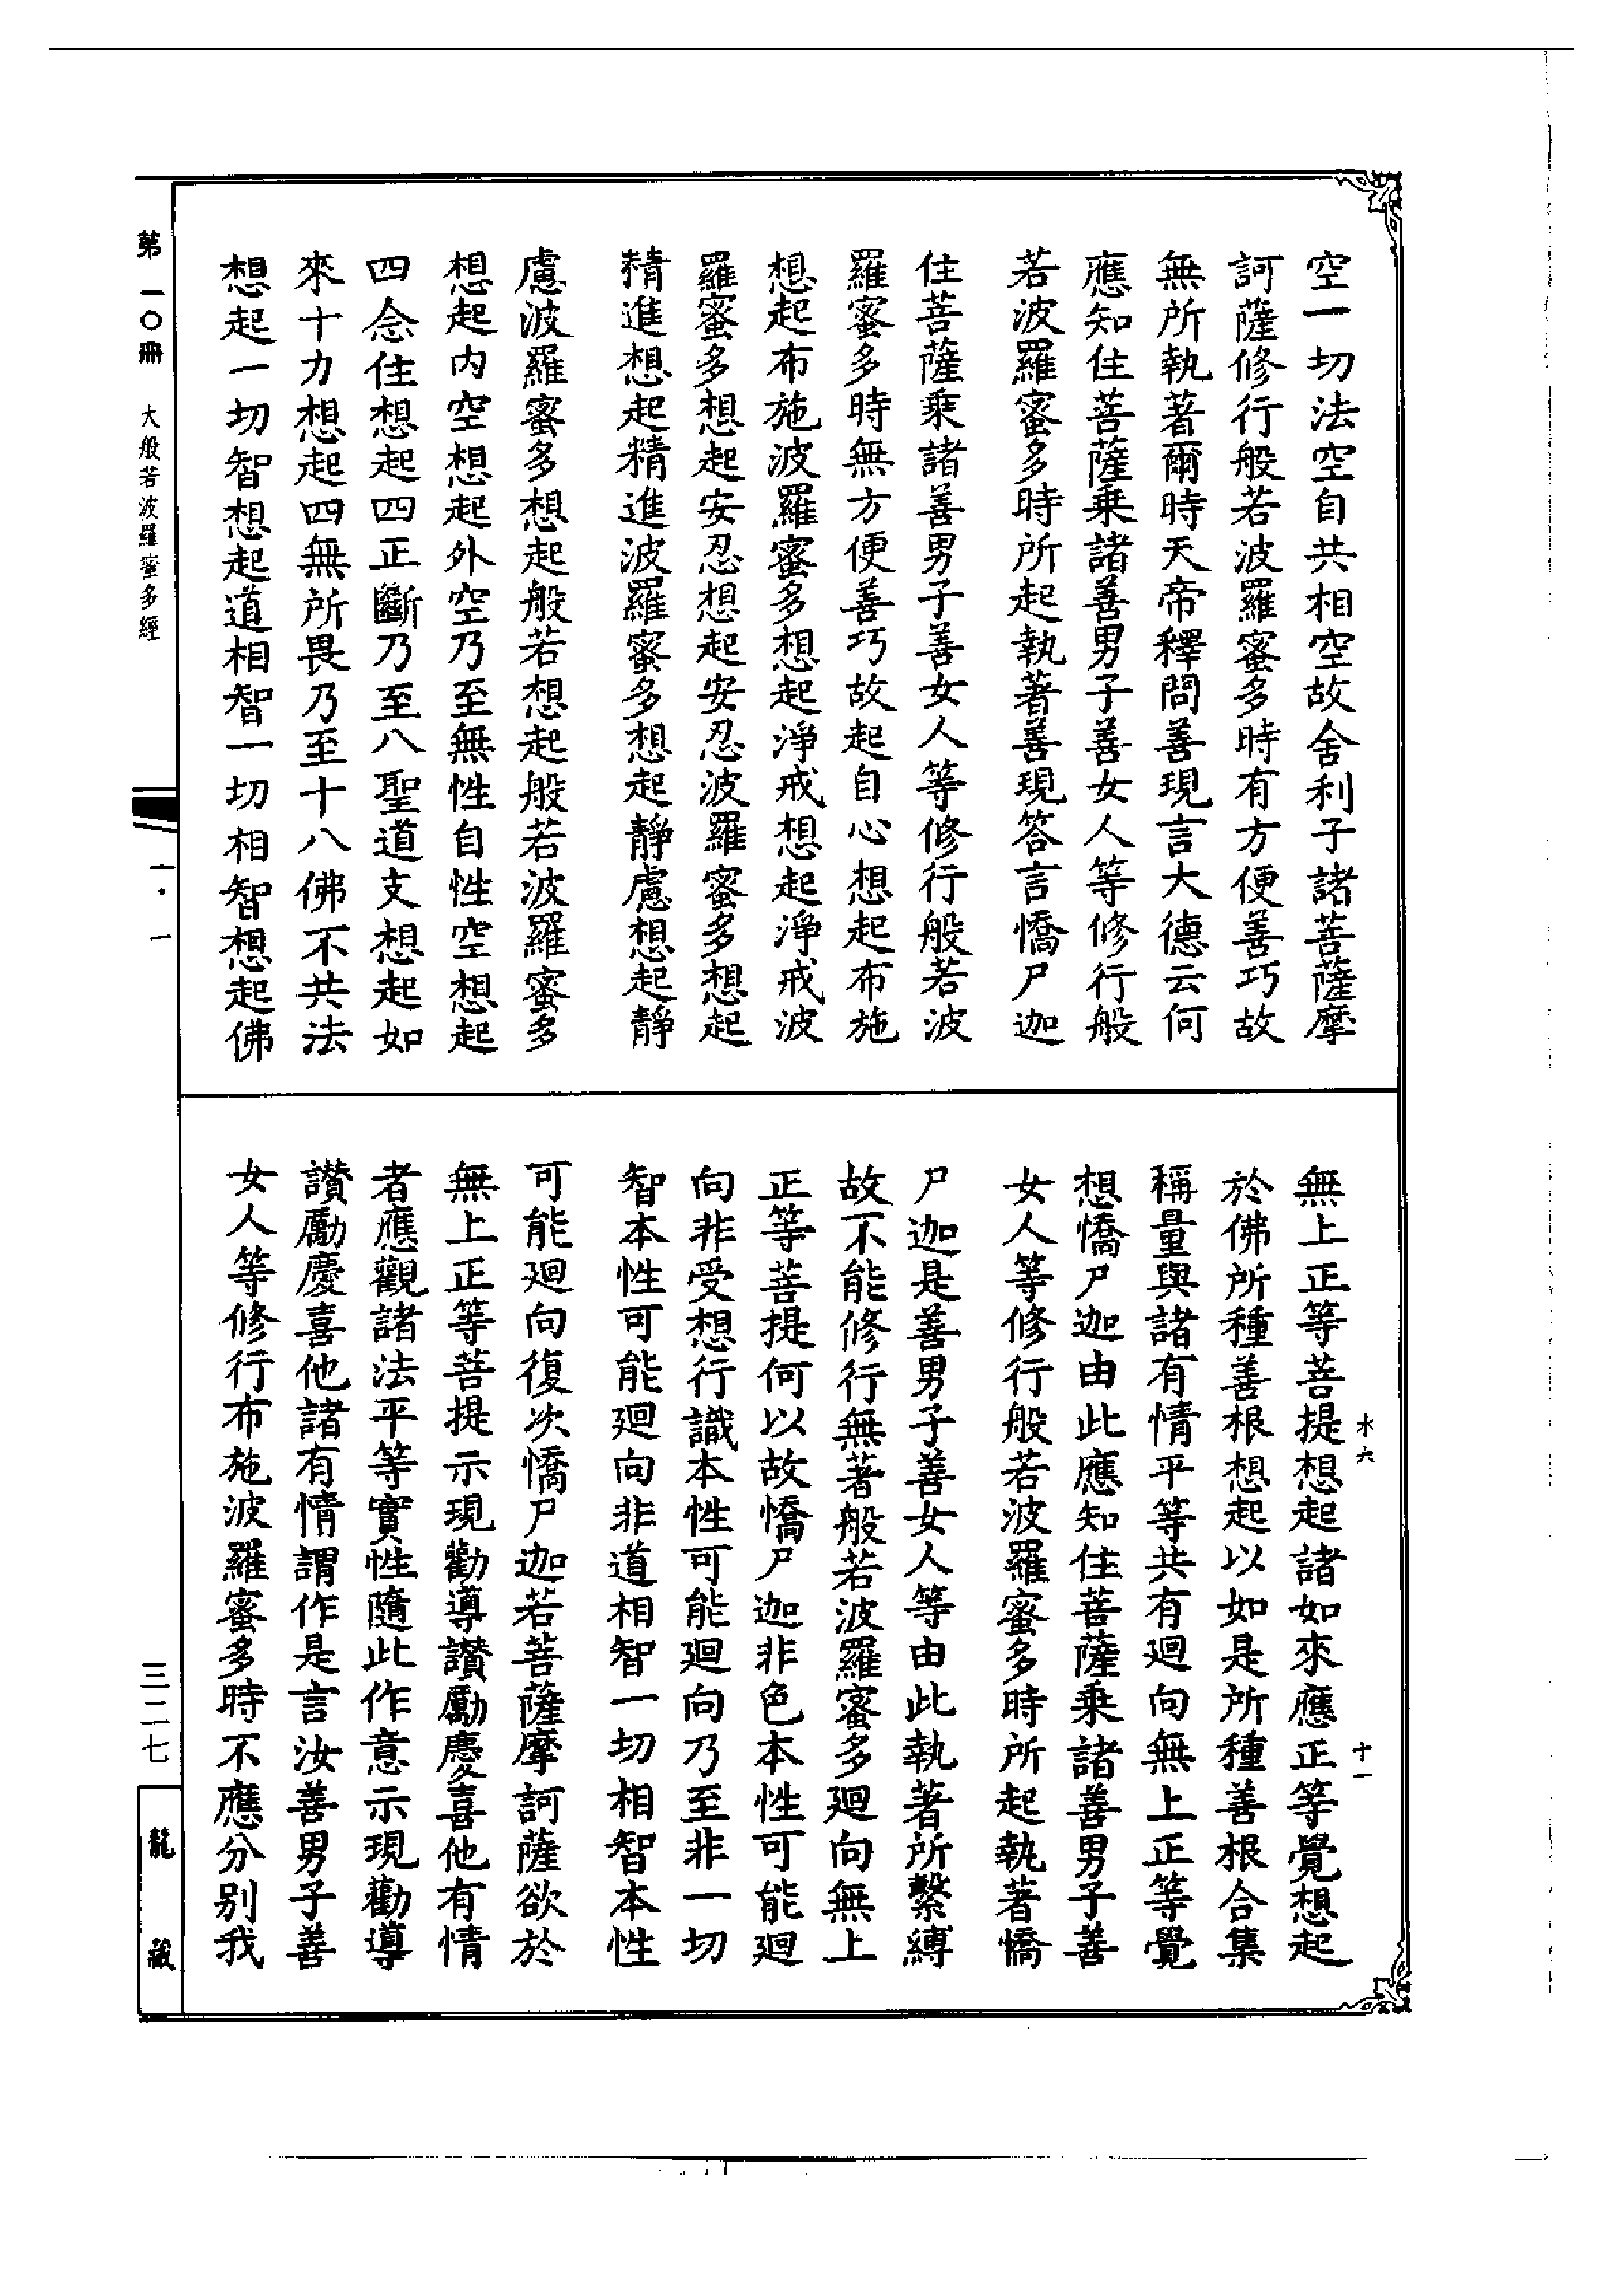 空一切法空自共相空故舍利子諸菩薩摩
訶薩修行般若波羅蜜多時有方便善巧故
無所執著爾時天帝釋問善現言大德云何
應知住菩薩乘諸善男子善女人等修行般
若波羅蜜多時所起執著善現答言憍尸迦
住菩薩乘諸善男子善女人等修行般若波
羅蜜多時無方便善巧故起自心想起布施
想起布施波羅蜜多想起淨戒想起淨戒波
羅蜜多想起安忍想起安忍波羅蜜多想起
精進想起精進波羅蜜多想起靜慮想起靜
慮波羅蜜多想起般若想起般若波羅蜜多
想起内空想起外空乃至無性自性空想起
四念住想起四正斷乃至八聖道支想起如
來十力想起四無所畏乃至十八佛不共法
想起一切智想起道相智一切相智想起佛
無上正等菩提想起諸如來應正等覺想起
於佛所種善根想起以如是所種善根合集
稱量與諸有情平等共有廻向無上正等覺
想憍尸迦由此應知住菩薩乘諸善男子善
女人等修行般若波羅蜜多時所起執著憍
尸迦是善男子善女人等由此執著所繫縛
故不能修行無著般若波羅蜜多廻向無上
正等菩提何以故憍尸迦非色本性可能廻
向非受想行識本性可能廻向乃至非一切
智本性可能廻向非道相智一切相智本性
可能廻向復次憍尸迦若菩薩摩訶薩欲於
無上正等菩提示現勸導讚勵慶喜他有情
者應觀諸法平等實性隨此作意示現勸導
讚勵慶喜他諸有情謂作是言汝善男子善
女人等修行布施波羅蜜多時不應分別我
水六
十一
第一〇冊
大般若波羅蜜多經
一·一
三二七
龍藏